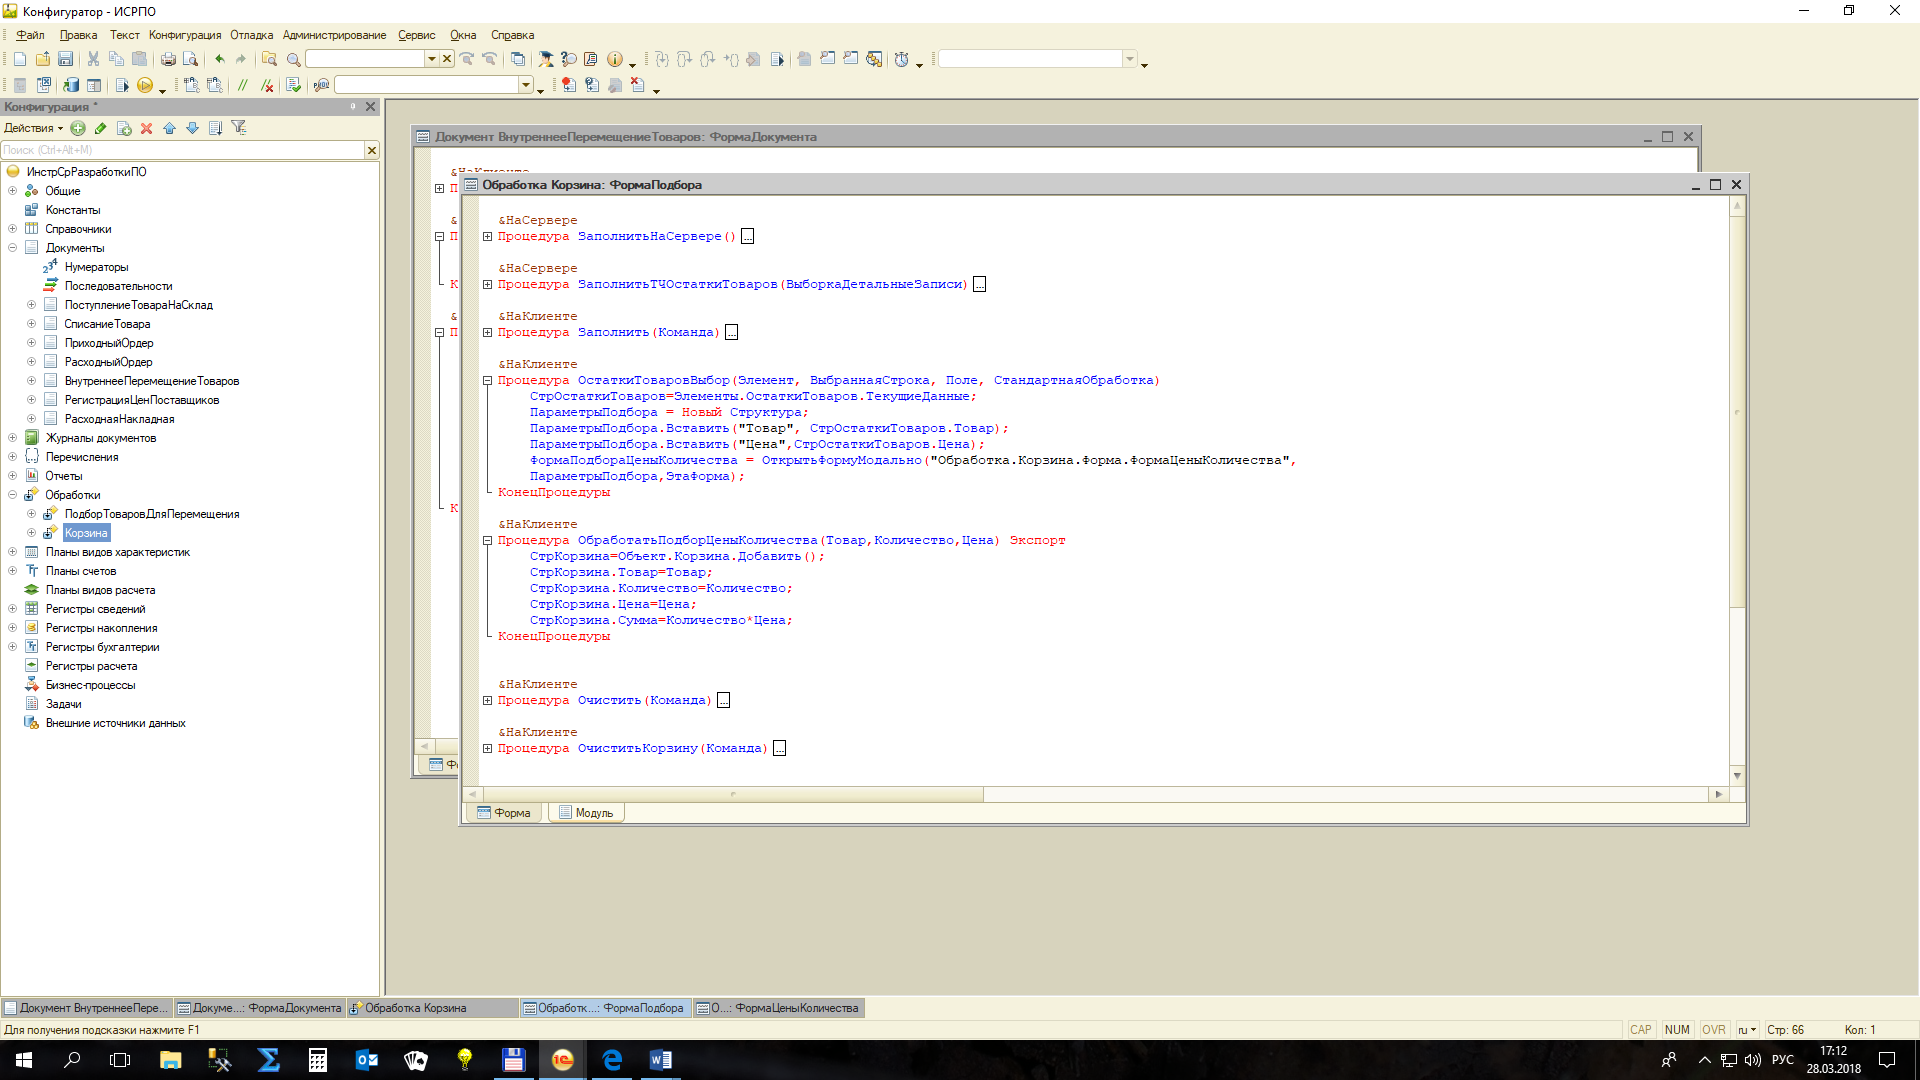 Конфигуратор - ИСРПО
Файл Правка Текст Конфигурация Отладка Администрирование Сервис Окна Справка
Конфигурация *
Действия
Поиск (Ctrl+Alt+M)
ИнстрСрРазработкиПО
Общие
Константы
Справочники
Документы
Нумераторы
Последовательности
ПоступлениеТовараНаСклад
СписаниеТовара
ПриходныйОрдер
РасходныйОрдер
ВнутреннееПеремещениеТоваров
РегистрацияЦенПоставщиков
РасходнаяНакладная
Журналы документов
Перечисления
Отчеты
Обработки
ПодборТоваровДляПеремещения
Корзина
Планы видов характеристик
Планы счетов
Планы видов расчета
Регистры сведений
Регистры накопления
Регистры бухгалтерии
Регистры расчета
Бизнес-процессы
Задачи
Внешние источники данных
Документ ВнутреннееПеремещениеТоваров: ФормаДокумента
&НаКлиенте
Обработка Корзина: ФормаПодбора
&НаСервере
Процедура ЗаполнитьНаСервере() ...
&НаСервере
Процедура ЗаполнитьТЧОстаткиТоваров(ВыборкаДетальныеЗаписи) ...
&НаКлиенте
Процедура Заполнить(Команда) ...
&НаКлиенте
Процедура ОстаткиТоваровВыбор(Элемент, ВыбраннаяСтрока, Поле, СтандартнаяОбработка)
СтрОстаткиТоваров=Элементы.ОстаткиТоваров.ТекущиеДанные;
ПараметрыПодбора = Новый Структура;
ПараметрыПодбора.Вставить("Товар", СтрОстаткиТоваров.Товар);
ПараметрыПодбора.Вставить("Цена",СтрОстаткиТоваров.Цена);
ФормаПодбораЦеныКоличества = ОткрытьФормуМодально("Обработка.Корзина.Форма.ФормаЦеныКоличества",
ПараметрыПодбора,ЭтаФорма);
КонецПроцедуры
&НаКлиенте
Процедура ОбработатьПодборЦеныКоличества(Товар,Количество,Цена) Экспорт
СтрКорзина=Объект.Корзина.Добавить();
СтрКорзина.Товар=Товар;
СтрКорзина.Количество=Количество;
СтрКорзина.Цена=Цена;
СтрКорзина.Сумма=Количество*Цена;
КонецПроцедуры
&НаКлиенте
Процедура Очистить(Команда) ...
&НаКлиенте
Процедура ОчиститьКорзину(Команда) ...
Форма Модуль
Документ ВнутреннееПере... Докуме...: ФормаДокумента Обработка Корзина Обработк...: ФормаПодбора О...: ФормаЦеныКоличества
Для получения подсказки нажмите F1
CAP NUM OVR ru Стр: 66 Кол: 1
РУС
17:12
28.03.2018